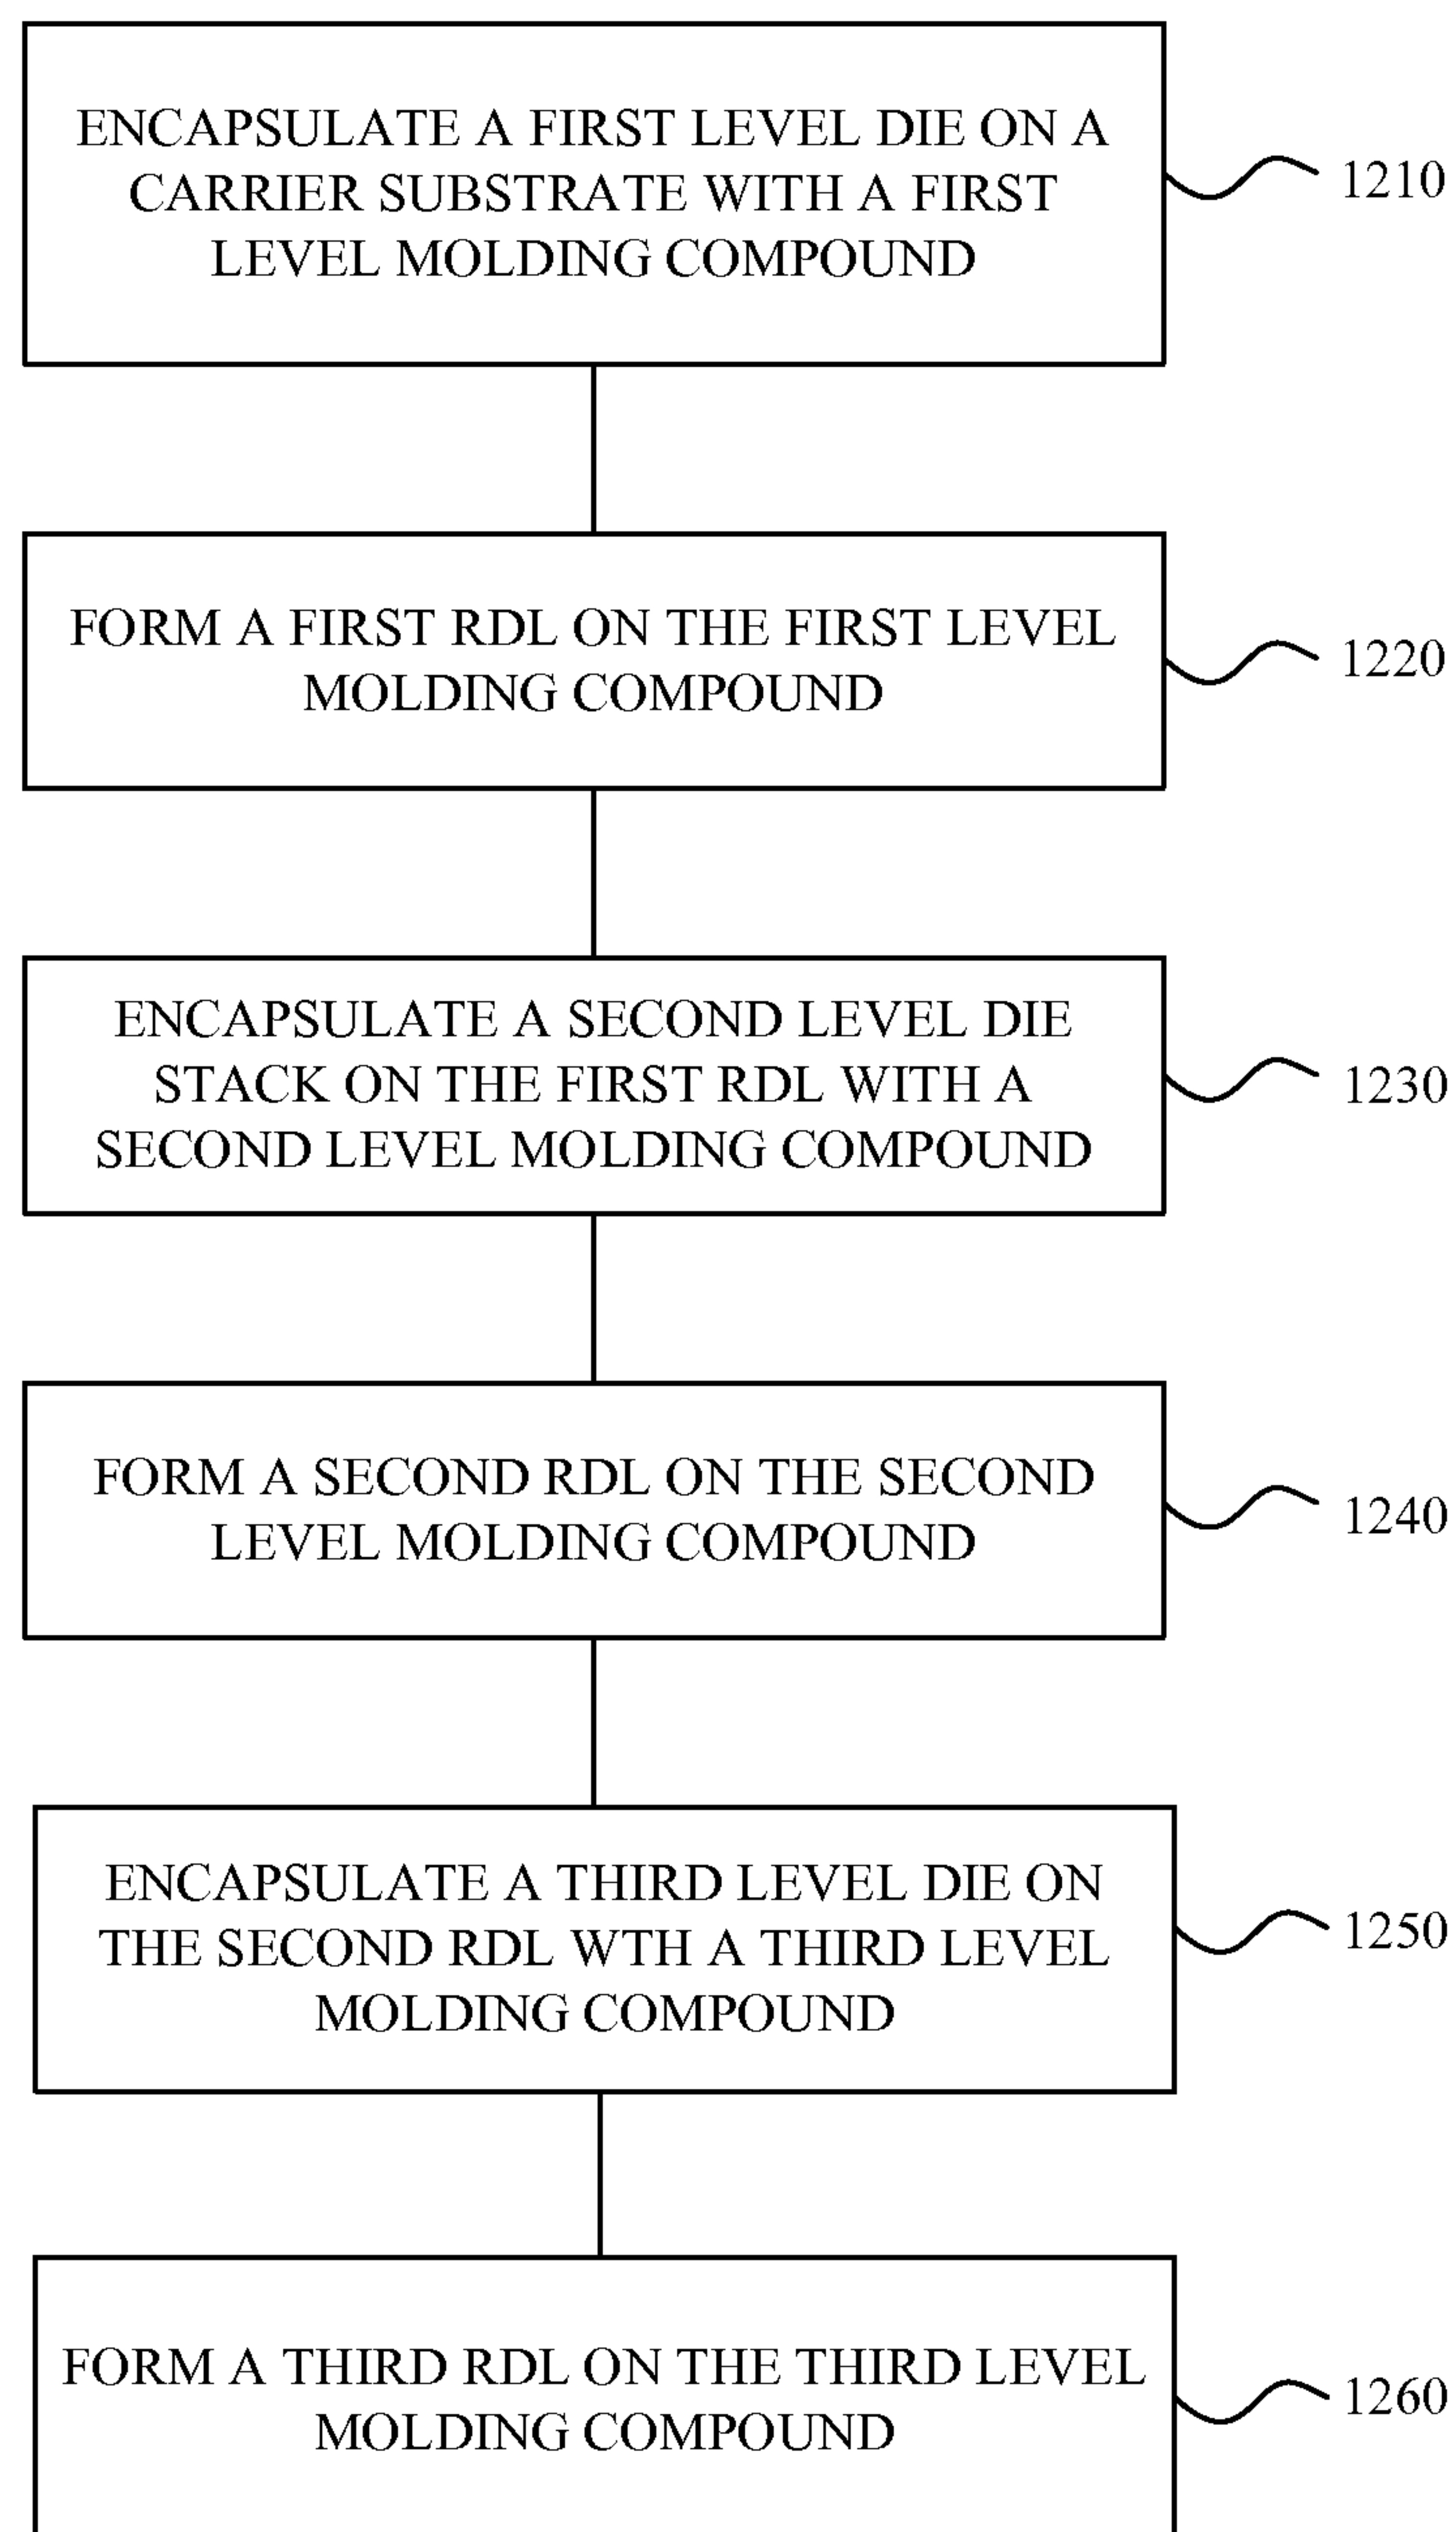 ENCAPSULATE A FIRST LEVEL DIE ON A
CARRIER SUBSTRATE WITH A FIRST
LEVEL MOLDING COMPOUND
1210
FORM A FIRST RDL ON THE FIRST LEVEL
MOLDING COMPOUND
1220
ENCAPSULATE A SECOND LEVEL DIE
STACK ON THE FIRST RDL WITH A
SECOND LEVEL MOLDING COMPOUND
1230
FORM A SECOND RDL ON THE SECOND
LEVEL MOLDING COMPOUND
1240
ENCAPSULATE A THIRD LEVEL DIE ON
THE SECOND RDL WTH A THIRD LEVEL
MOLDING COMPOUND
1250
FORM A THIRD RDL ON THE THIRD LEVEL
MOLDING COMPOUND
1260